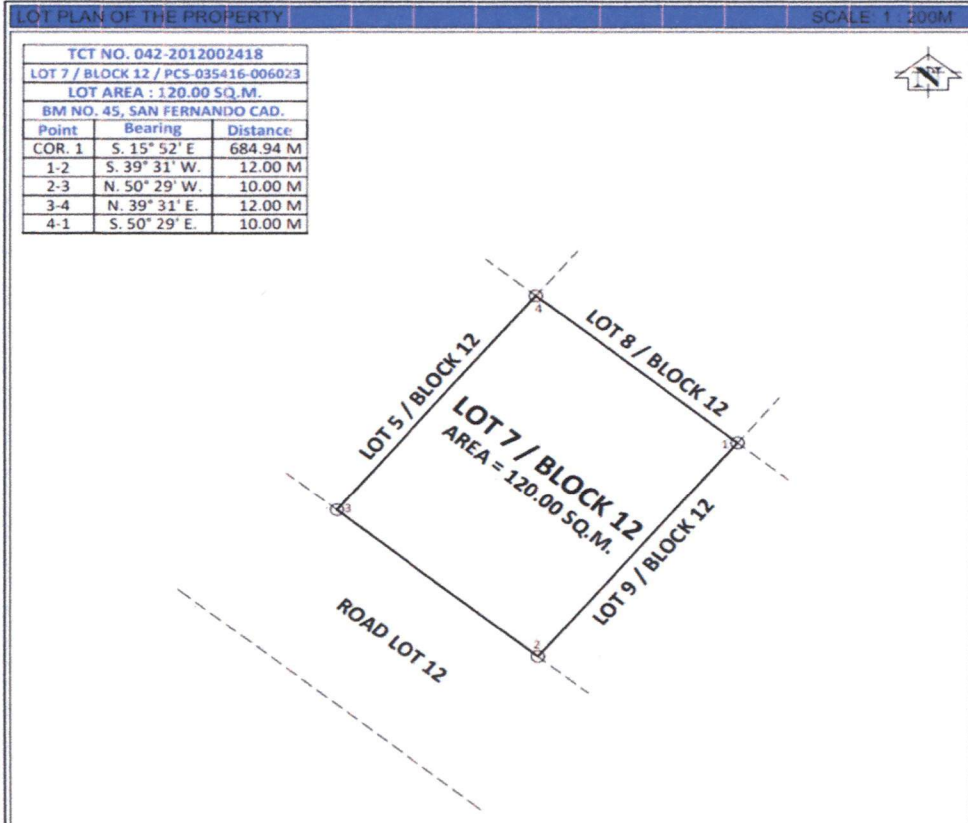 LOT PLAN OF THE PROPERTY SCALE: 1 : 200M
TCT NO. 042-2012002418
LOT 7 / BLOCK 12 / PCS-035416-006023
LOT AREA : 120.00 SQ.M.
BM NO. 45, SAN FERNANDO CAD.
Point Bearing Distance
COR. 1 S. 15° 52' E 684.94 M
1-2 S. 39° 31' W. 12.00 M
2-3 N. 50° 29' W. 10.00 M
3-4 N. 39° 31' E. 12.00 M
4-1 S. 50° 29' E. 10.00 M
N
4
LOT 8 / BLOCK 12
LOT 5 / BLOCK 12
LOT 7 / BLOCK 12
AREA = 120.00 SQ.M.
1
3
LOT 9 / BLOCK 12
2
ROAD LOT 12